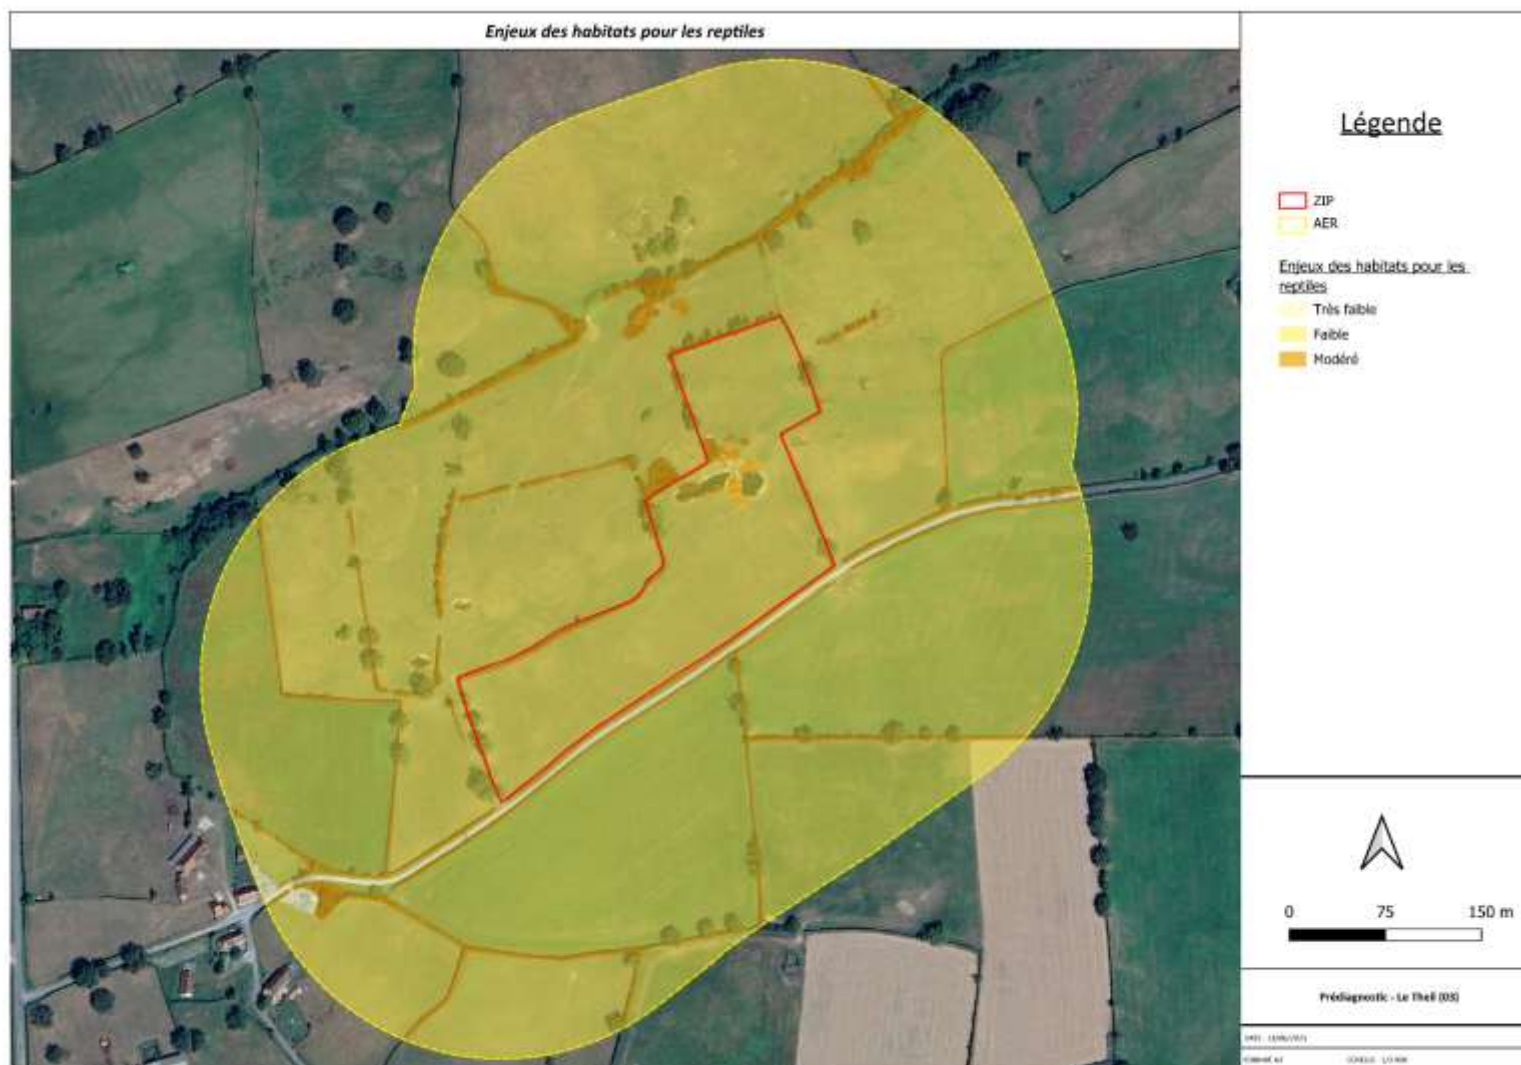 Enjeux des habitats pour les reptiles
Légende
ZIP
AER
Enjeux des habitats pour les
reptiles
Très faible
Faible
Modéré
0 75 150 m
Prédiagnostic - Le Theil (03)